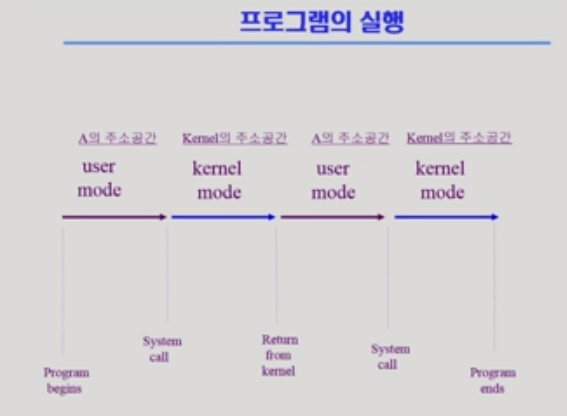 프로그램의 실행
A의 주소공간 Kernel의 주소공간 A의 주소공간 Kernel의 주소공간
user kernel user kernel
mode mode mode mode
System Return System
call from call
kernel
Program Program
begins ends